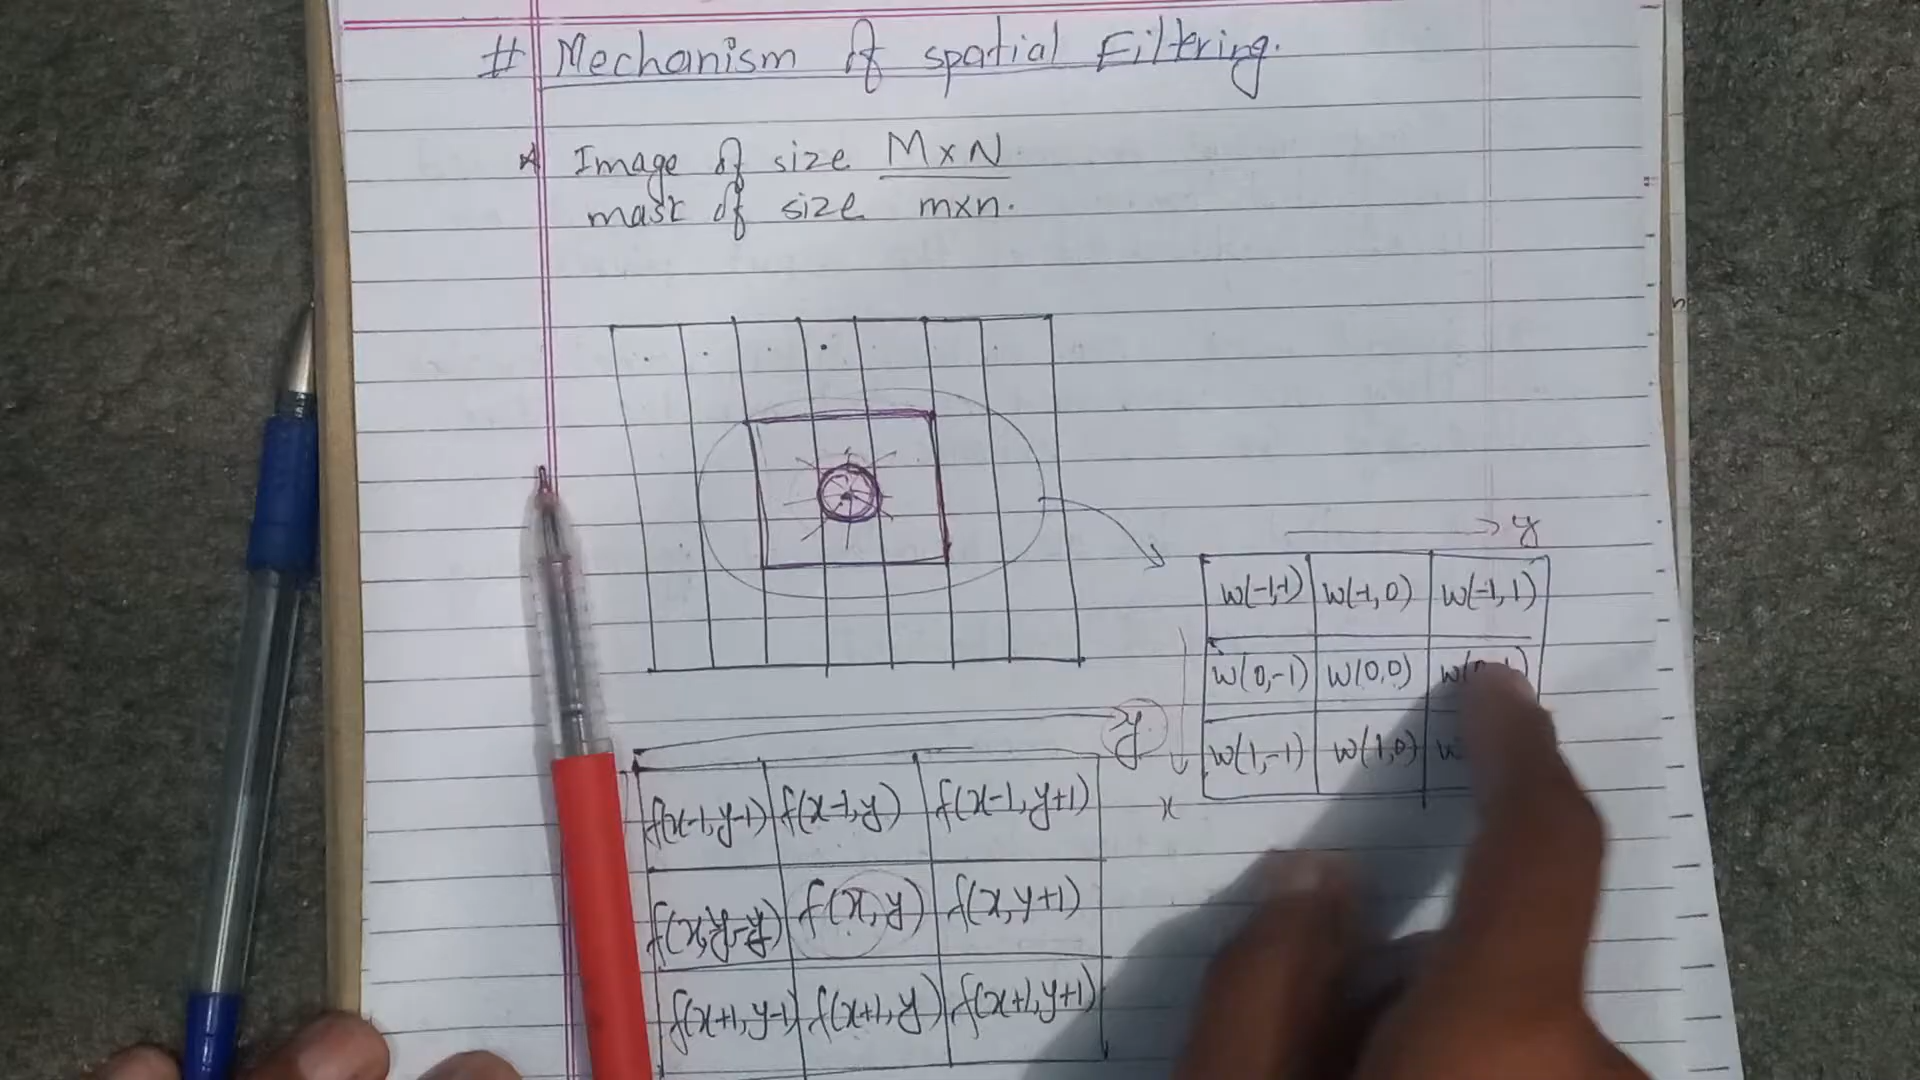 # Mechanism of spatial Filtering.
Image of size M x N
mask of size mxn.
y
w(-1,-1) w(-1,0) w(-1,1)
w(0,-1) w(0,0)
w(1,-1) w(1,0)
x
y
f(x-1,y-1) f(x-1,y) f(x-1,y+1)
f(x,y) f(x,y+1)
f(x+1,y-1) f(x+1,y) f(x+1,y+1)